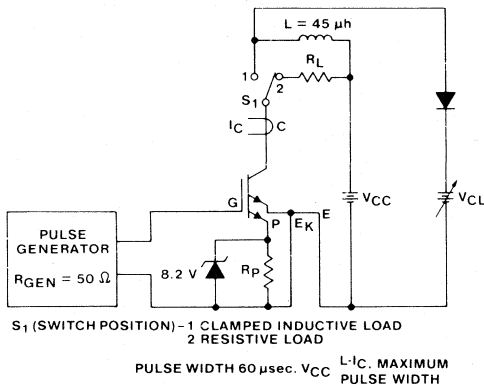 L = 45 μh
1
RL
2
S1
IC
C
G
P
EK
E
VCC
VCL
PULSE
GENERATOR
RGEN = 50 Ω
8.2 V
RP
S1 (SWITCH POSITION) – 1 CLAMPED INDUCTIVE LOAD
2 RESISTIVE LOAD
PULSE WIDTH 60 μsec. VCC L·IC. MAXIMUM
PULSE WIDTH